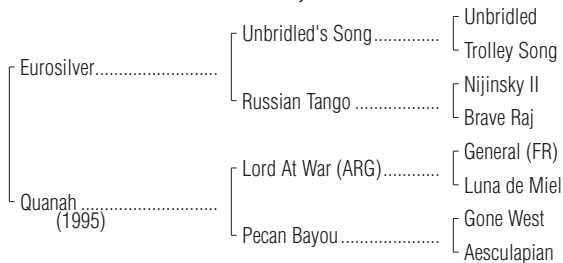 Unbridled
Unbridled's Song..............
Trolley Song
Eurosilver..........................
Nijinsky II
Russian Tango ..................
Brave Raj
General (FR)
Lord At War (ARG)............
Luna de Miel
Quanah .............................
(1995)
Gone West
Pecan Bayou.....................
Aesculapian